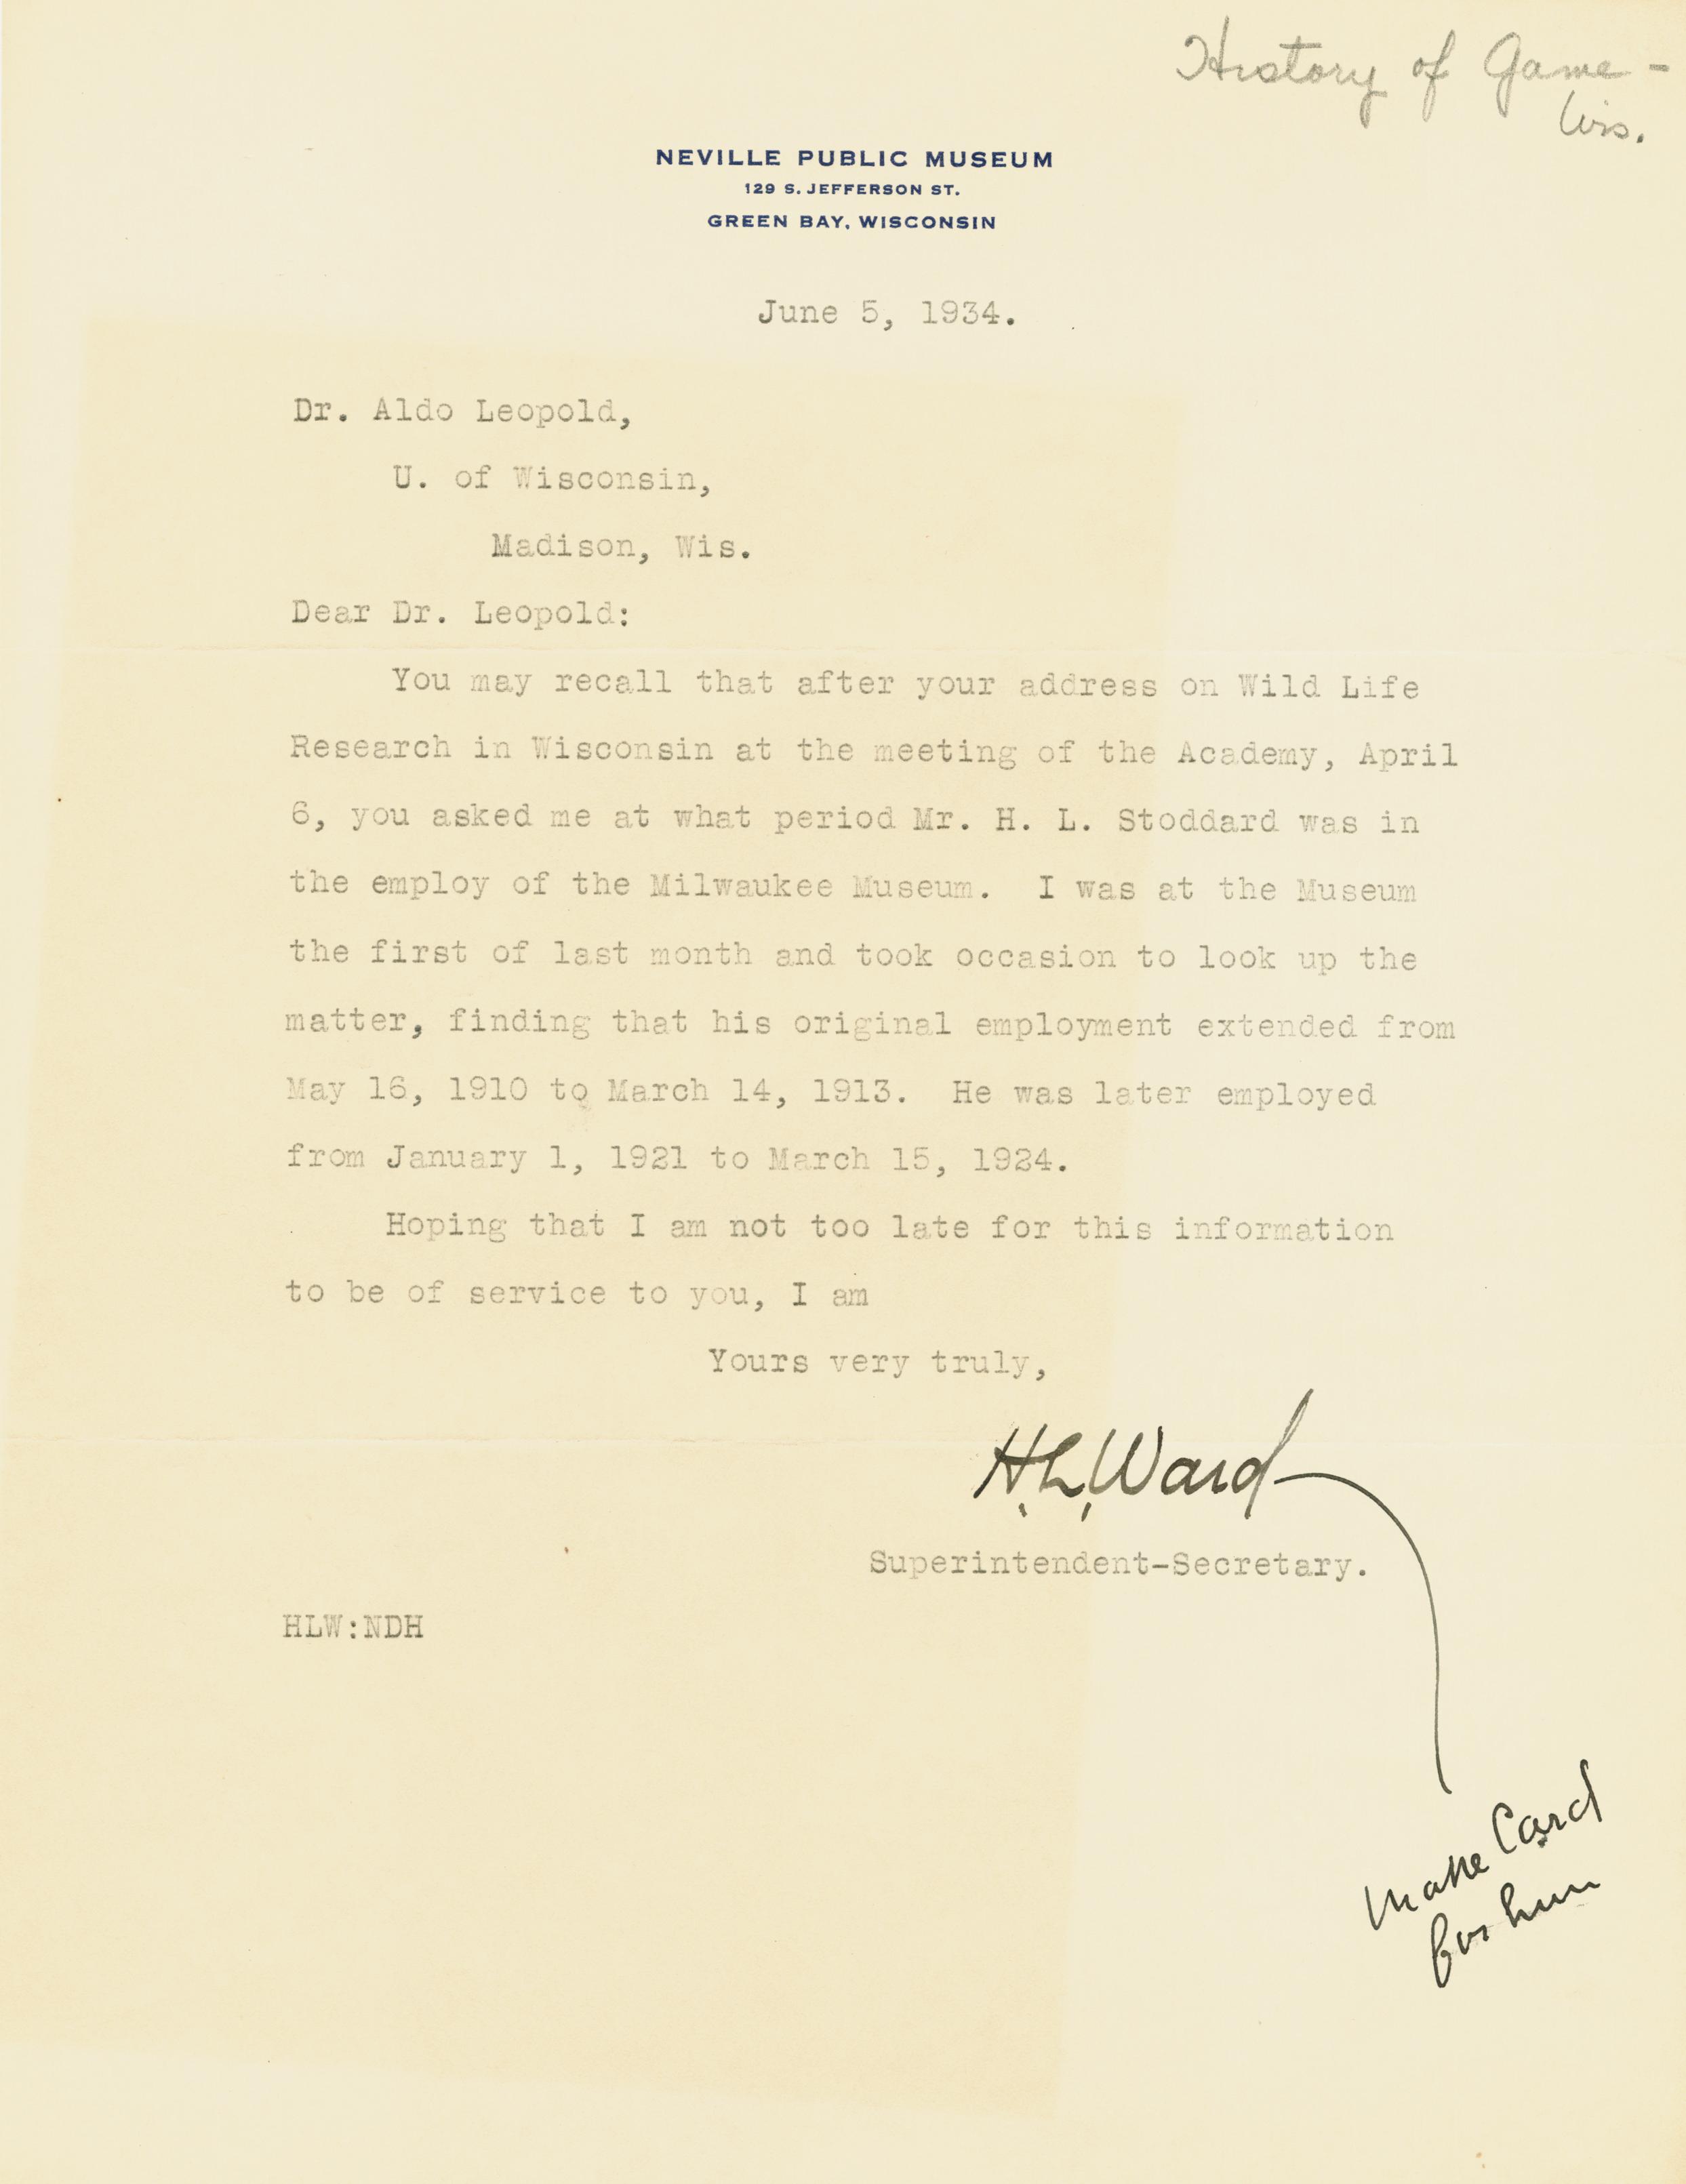 History of Game -
Wis.
NEVILLE PUBLIC MUSEUM
129 S. JEFFERSON ST.
GREEN BAY, WISCONSIN
June 5, 1934.
Dr. Aldo Leopold,
U. of Wisconsin,
Madison, Wis.
Dear Dr. Leopold:
You may recall that after your address on Wild Life
Research in Wisconsin at the meeting of the Academy, April
6, you asked me at what period Mr. H. L. Stoddard was in
the employ of the Milwaukee Museum. I was at the Museum
the first of last month and took occasion to look up the
matter, finding that his original employment extended from
May 16, 1910 to March 14, 1913. He was later employed
from January 1, 1921 to March 15, 1924.
Hoping that I am not too late for this information
to be of service to you, I am
Yours very truly,
H.L. Ward
Superintendent-Secretary.
HLW:NDH
Make Card
for him